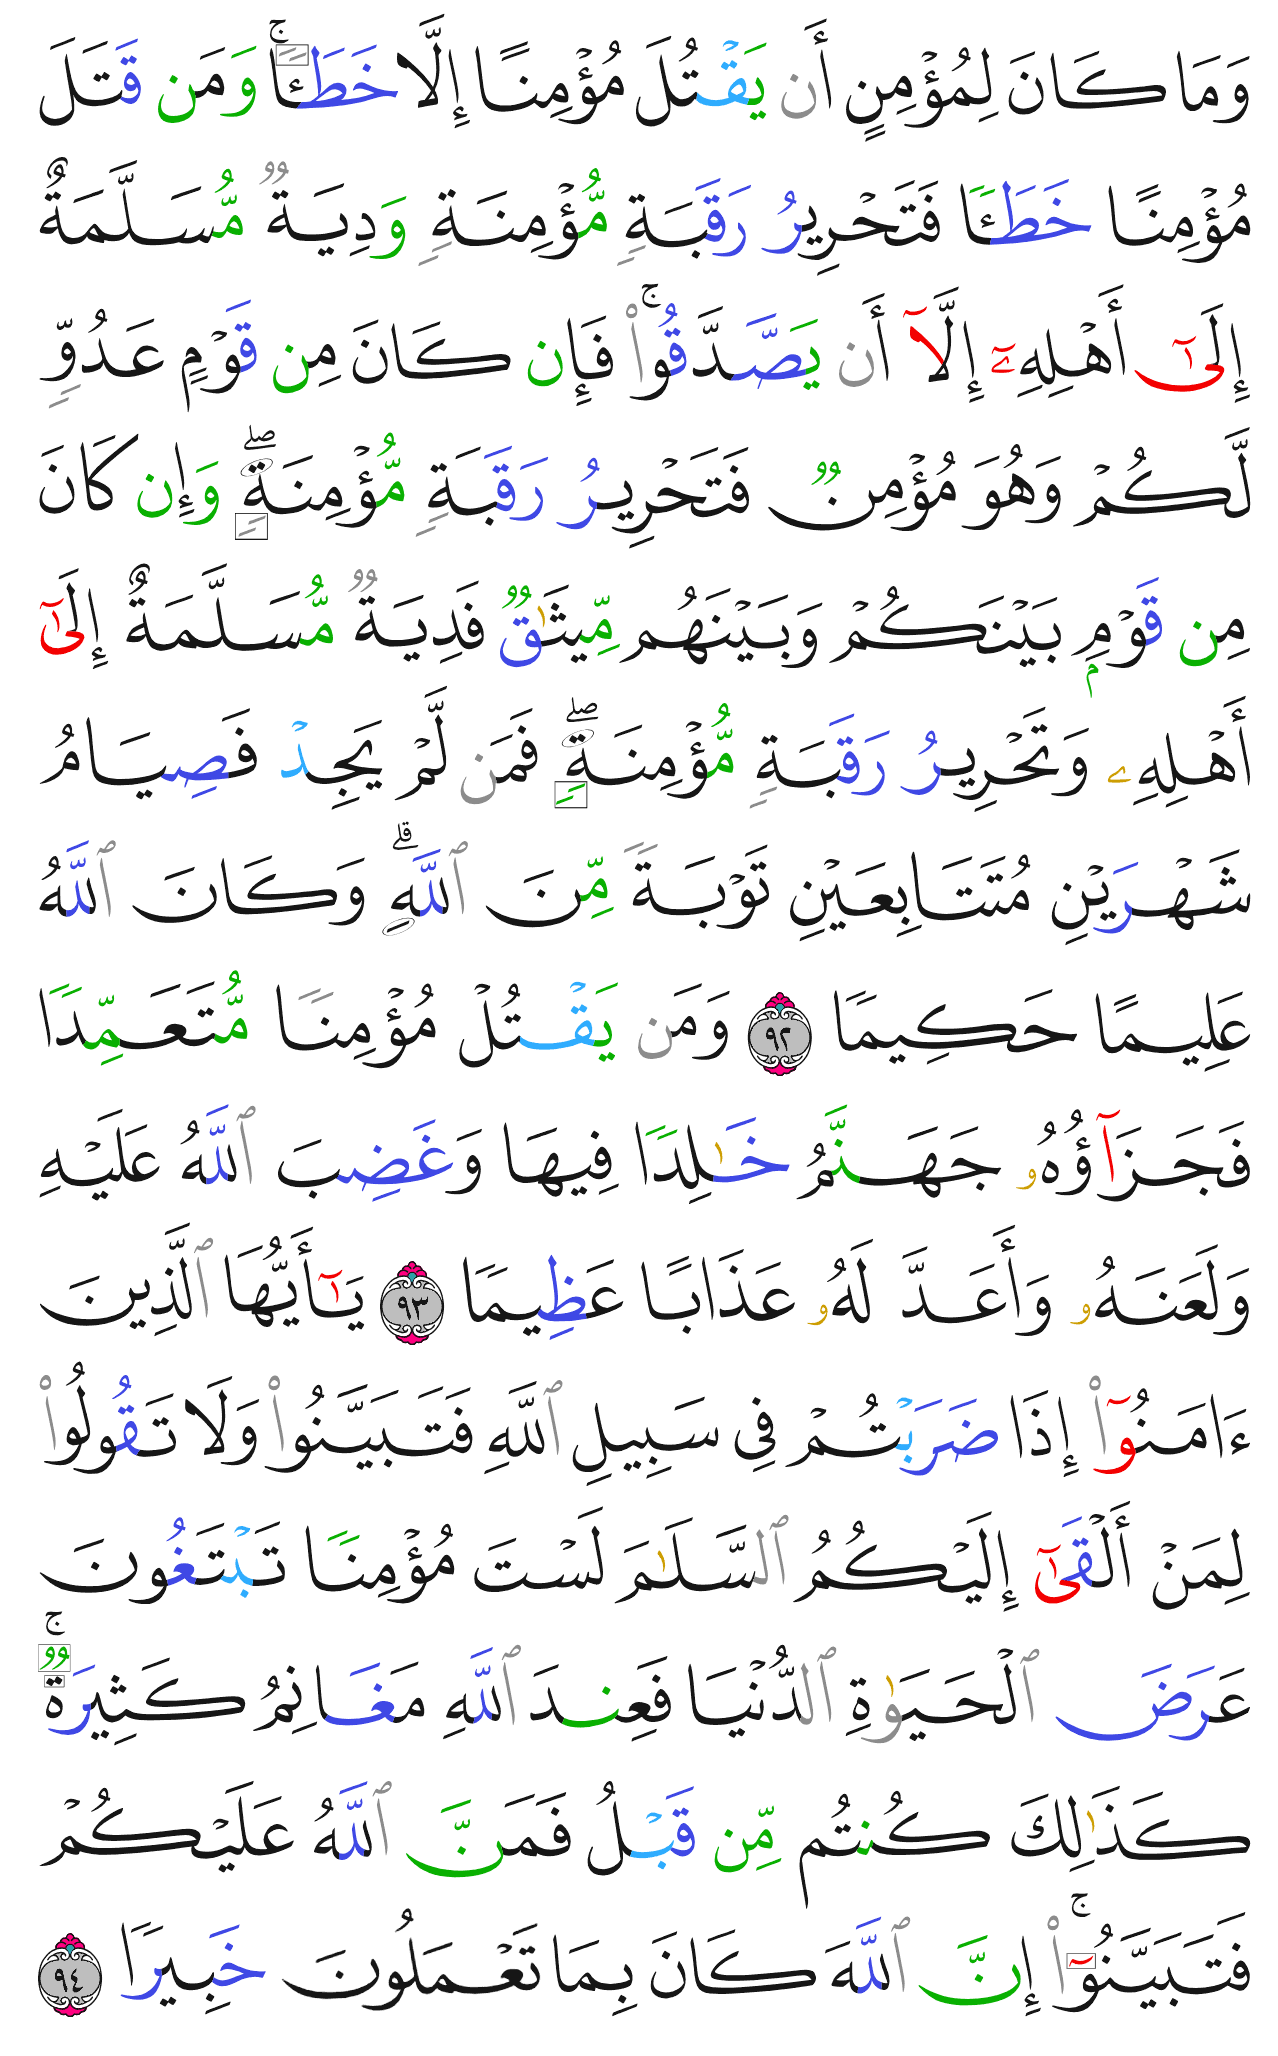 وَمَا كَانَ لِمُؤْمِنٍ أَن يَقْتُلَ مُؤْمِنًا إِلَّا خَطَـًٔا ۚ وَمَن قَتَلَ
مُؤْمِنًا خَطَـًٔا فَتَحْرِيرُ رَقَبَةٍ مُّؤْمِنَةٍ وَدِيَةٌ مُّسَلَّمَةٌ
إِلَىٰٓ أَهْلِهِۦٓ إِلَّآ أَن يَصَّدَّقُوا۟ ۚ فَإِن كَانَ مِن قَوْمٍ عَدُوٍّ
لَّكُمْ وَهُوَ مُؤْمِنٌ فَتَحْرِيرُ رَقَبَةٍ مُّؤْمِنَةٍ ۖ وَإِن كَانَ
مِن قَوْمٍۭ بَيْنَكُمْ وَبَيْنَهُم مِّيثَـٰقٌ فَدِيَةٌ مُّسَلَّمَةٌ إِلَىٰٓ
أَهْلِهِۦ وَتَحْرِيرُ رَقَبَةٍ مُّؤْمِنَةٍ ۖ فَمَن لَّمْ يَجِدْ فَصِيَامُ
شَهْرَيْنِ مُتَتَابِعَيْنِ تَوْبَةً مِّنَ ٱللَّهِ ۗ وَكَانَ ٱللَّهُ
عَلِيمًا حَكِيمًا ٩٢ وَمَن يَقْتُلْ مُؤْمِنًا مُّتَعَمِّدًا
فَجَزَآؤُهُۥ جَهَنَّمُ خَـٰلِدًا فِيهَا وَغَضِبَ ٱللَّهُ عَلَيْهِ
وَلَعَنَهُۥ وَأَعَدَّ لَهُۥ عَذَابًا عَظِيمًا ٩٣ يَـٰٓأَيُّهَا ٱلَّذِينَ
ءَامَنُوٓا۟ إِذَا ضَرَبْتُمْ فِى سَبِيلِ ٱللَّهِ فَتَبَيَّنُوا۟ وَلَا تَقُولُوا۟
لِمَنْ أَلْقَىٰٓ إِلَيْكُمُ ٱلسَّلَـٰمَ لَسْتَ مُؤْمِنًا تَبْتَغُونَ
عَرَضَ ٱلْحَيَوٰةِ ٱلدُّنْيَا فَعِندَ ٱللَّهِ مَغَانِمُ كَثِيرَةٌ ۚ
كَذَٰلِكَ كُنتُم مِّن قَبْلُ فَمَنَّ ٱللَّهُ عَلَيْكُمْ
فَتَبَيَّنُوٓا۟ ۚ إِنَّ ٱللَّهَ كَانَ بِمَا تَعْمَلُونَ خَبِيرًا ٩٤